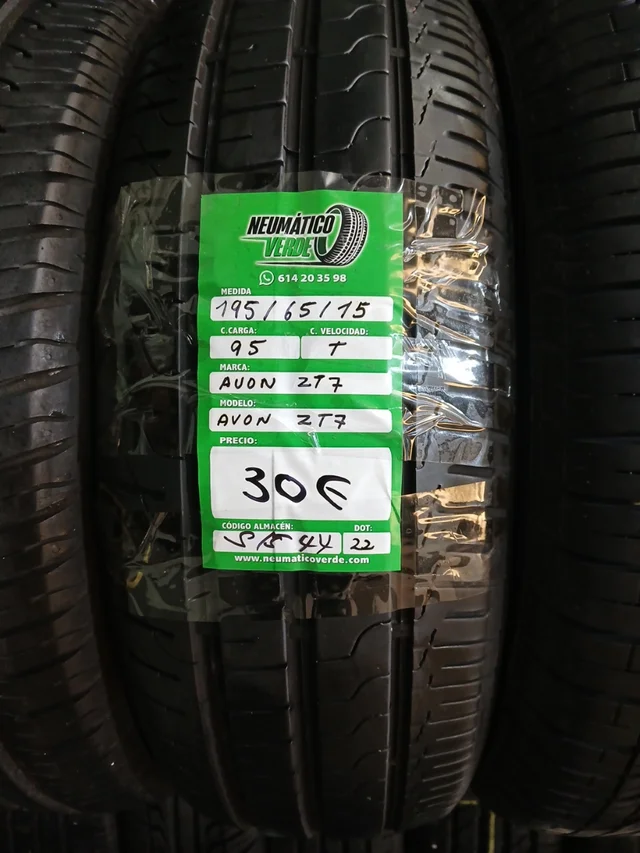 NEUMÁTICO
VERDE
614 20 35 98
MEDIDA
195/65/15
C.CARGA: C. VELOCIDAD:
95 T
MARCA:
AVON ZT7
MODELO:
AVON ZT7
PRECIO:
30€
CÓDIGO ALMACÉN: DOT:
44 22
www.neumaticoverde.com